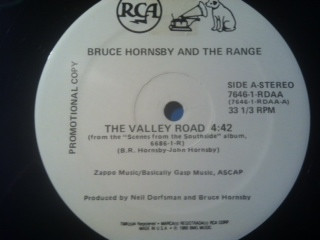 RCA
BRUCE HORNSBY AND THE RANGE
PROMOTIONAL COPY
SIDE A-STEREO
7646-1-RDAA
(7646-1-RDAA-A)
33 1/3 RPM
THE VALLEY ROAD 4:42
(from the "Scenes from the Southside" album,
6686-1-R)
(B.R. Hornsby-John Hornsby)
Zappo Music/Basically Gasp Music, ASCAP
Produced by Neil Dorfsman and Bruce Hornsby